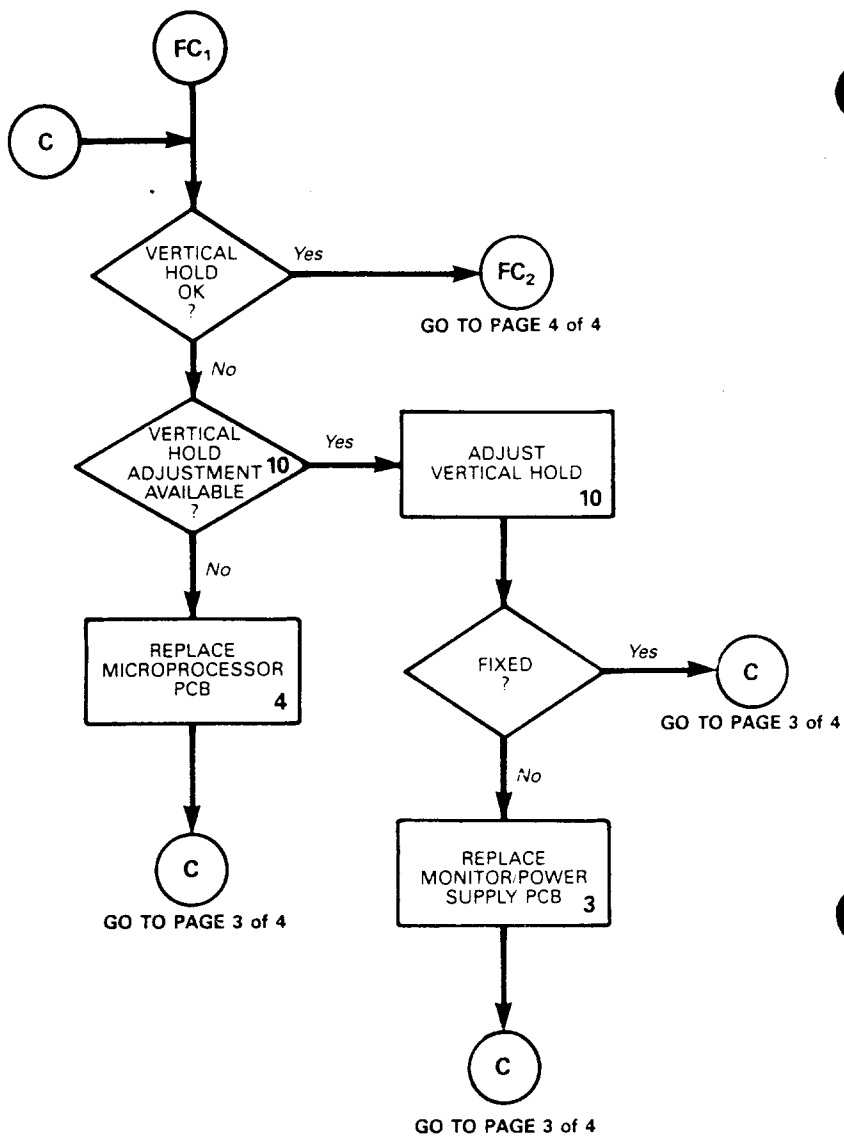 FC₁
C
VERTICAL
HOLD
OK
?
Yes
FC₂
GO TO PAGE 4 of 4
No
VERTICAL
HOLD
ADJUSTMENT 10
AVAILABLE
?
Yes
ADJUST
VERTICAL HOLD
10
No
REPLACE
MICROPROCESSOR
PCB
4
FIXED
?
Yes
C
GO TO PAGE 3 of 4
No
C
GO TO PAGE 3 of 4
REPLACE
MONITOR/POWER
SUPPLY PCB
3
C
GO TO PAGE 3 of 4